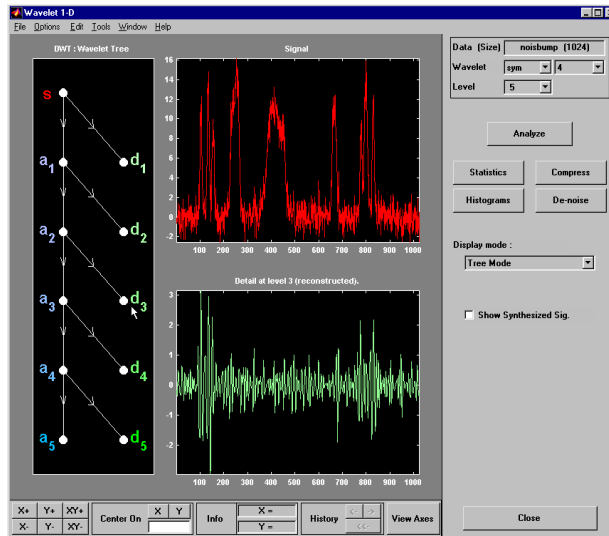 Wavelet 1-D
File Options Edit Tools Window Help
DWT : Wavelet Tree
s
a1 d1
a2 d2
a3 d3
a4 d4
a5 d5
Signal
16
14
12
10
8
6
4
2
0
-2
100 200 300 400 500 600 700 800 900 1000
Detail at level 3 (reconstructed).
3
2
1
0
-1
-2
100 200 300 400 500 600 700 800 900 1000
Data (Size) noisbump (1024)
Wavelet sym 4
Level 5
Analyze
Statistics Compress
Histograms De-noise
Display mode :
Tree Mode
Show Synthesized Sig.
Close
X+ Y+ XY+
X- Y- XY-
Center On X Y
Info X =
Y =
History <- ->
<<-
View Axes